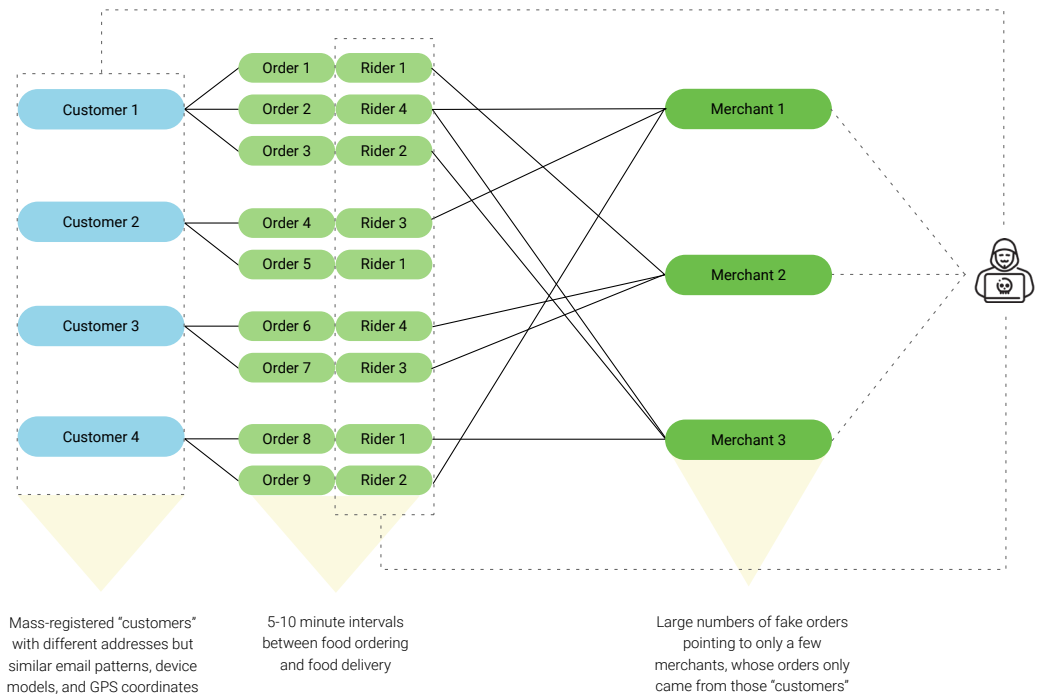 Customer 1
Order 1 Rider 1
Order 2 Rider 4
Order 3 Rider 2
Customer 2
Order 4 Rider 3
Order 5 Rider 1
Customer 3
Order 6 Rider 4
Order 7 Rider 3
Customer 4
Order 8 Rider 1
Order 9 Rider 2
Merchant 1
Merchant 2
Merchant 3
Mass-registered “customers”
with different addresses but
similar email patterns, device
models, and GPS coordinates
5-10 minute intervals
between food ordering
and food delivery
Large numbers of fake orders
pointing to only a few
merchants, whose orders only
came from those “customers”